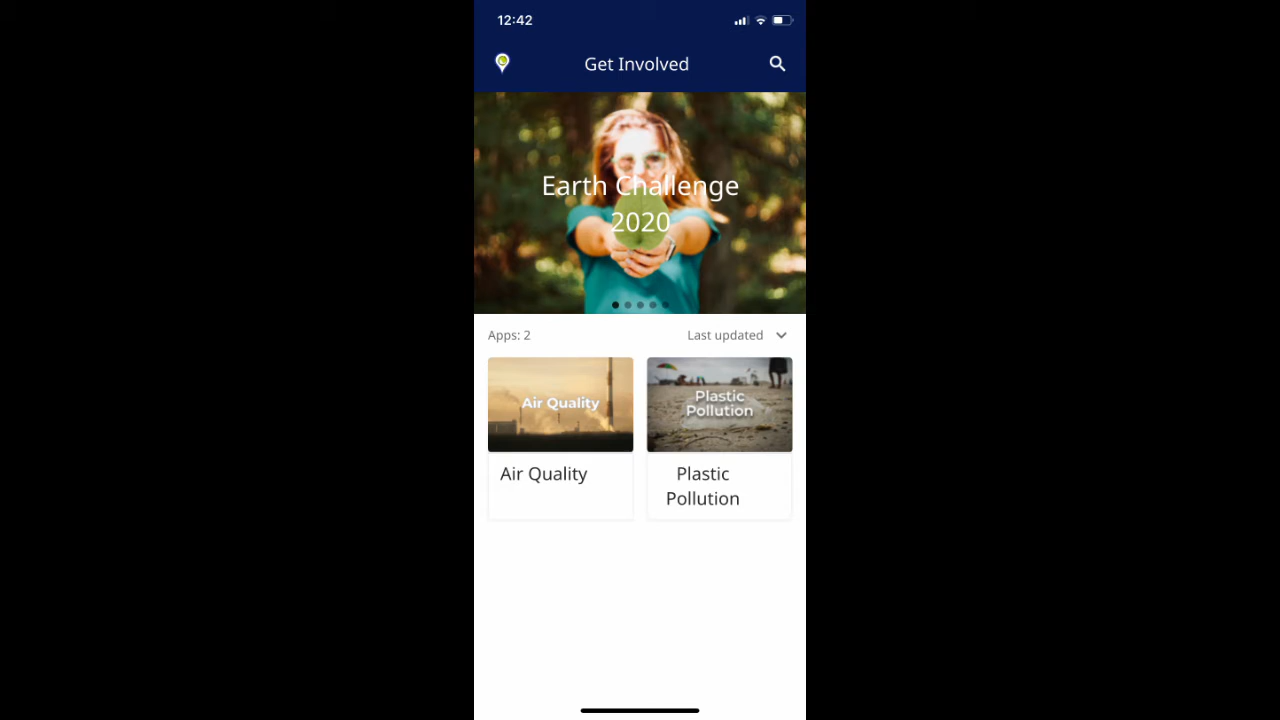 12:42
Get Involved
Earth Challenge
2020
Apps: 2
Last updated
Air Quality
Plastic
Pollution
Air Quality
Plastic
Pollution